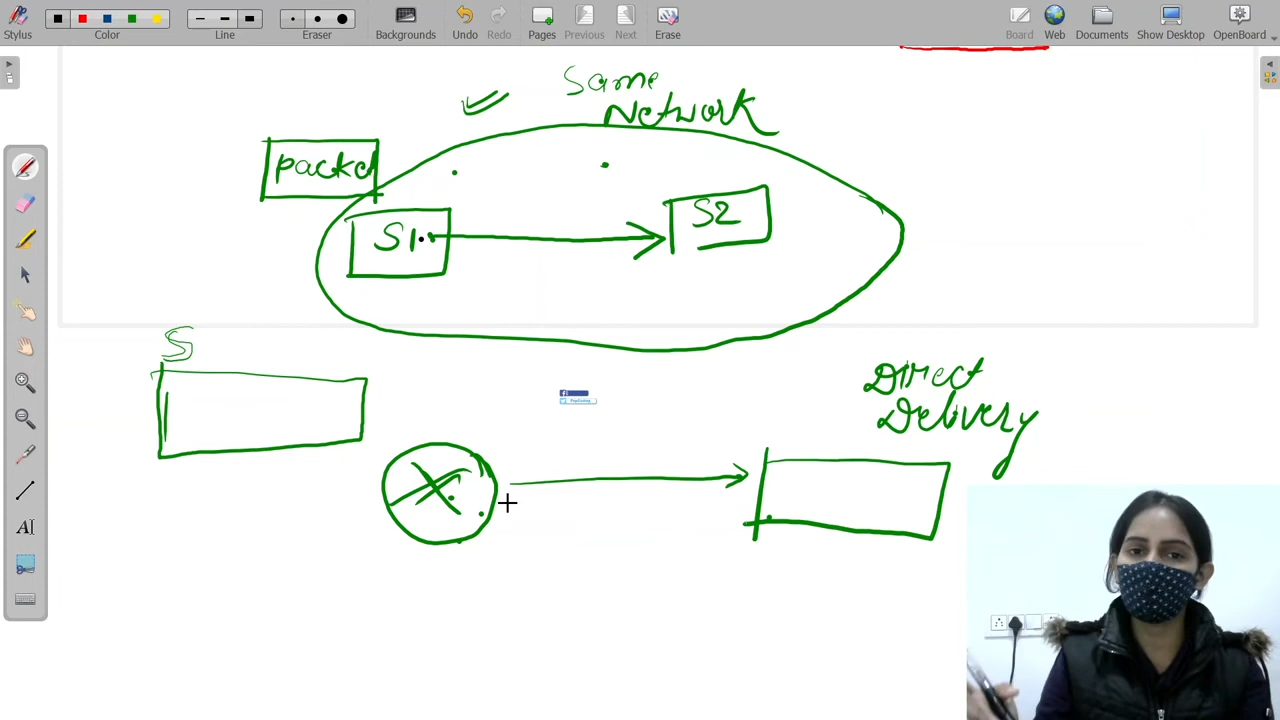 Stylus
Color
Line
Eraser
Backgrounds
Undo
Redo
Pages
Previous
Next
Erase
Board
Web
Documents
Show Desktop
OpenBoard
Same
Network
packet
S1
S2
S
Direct
Delivery
AI